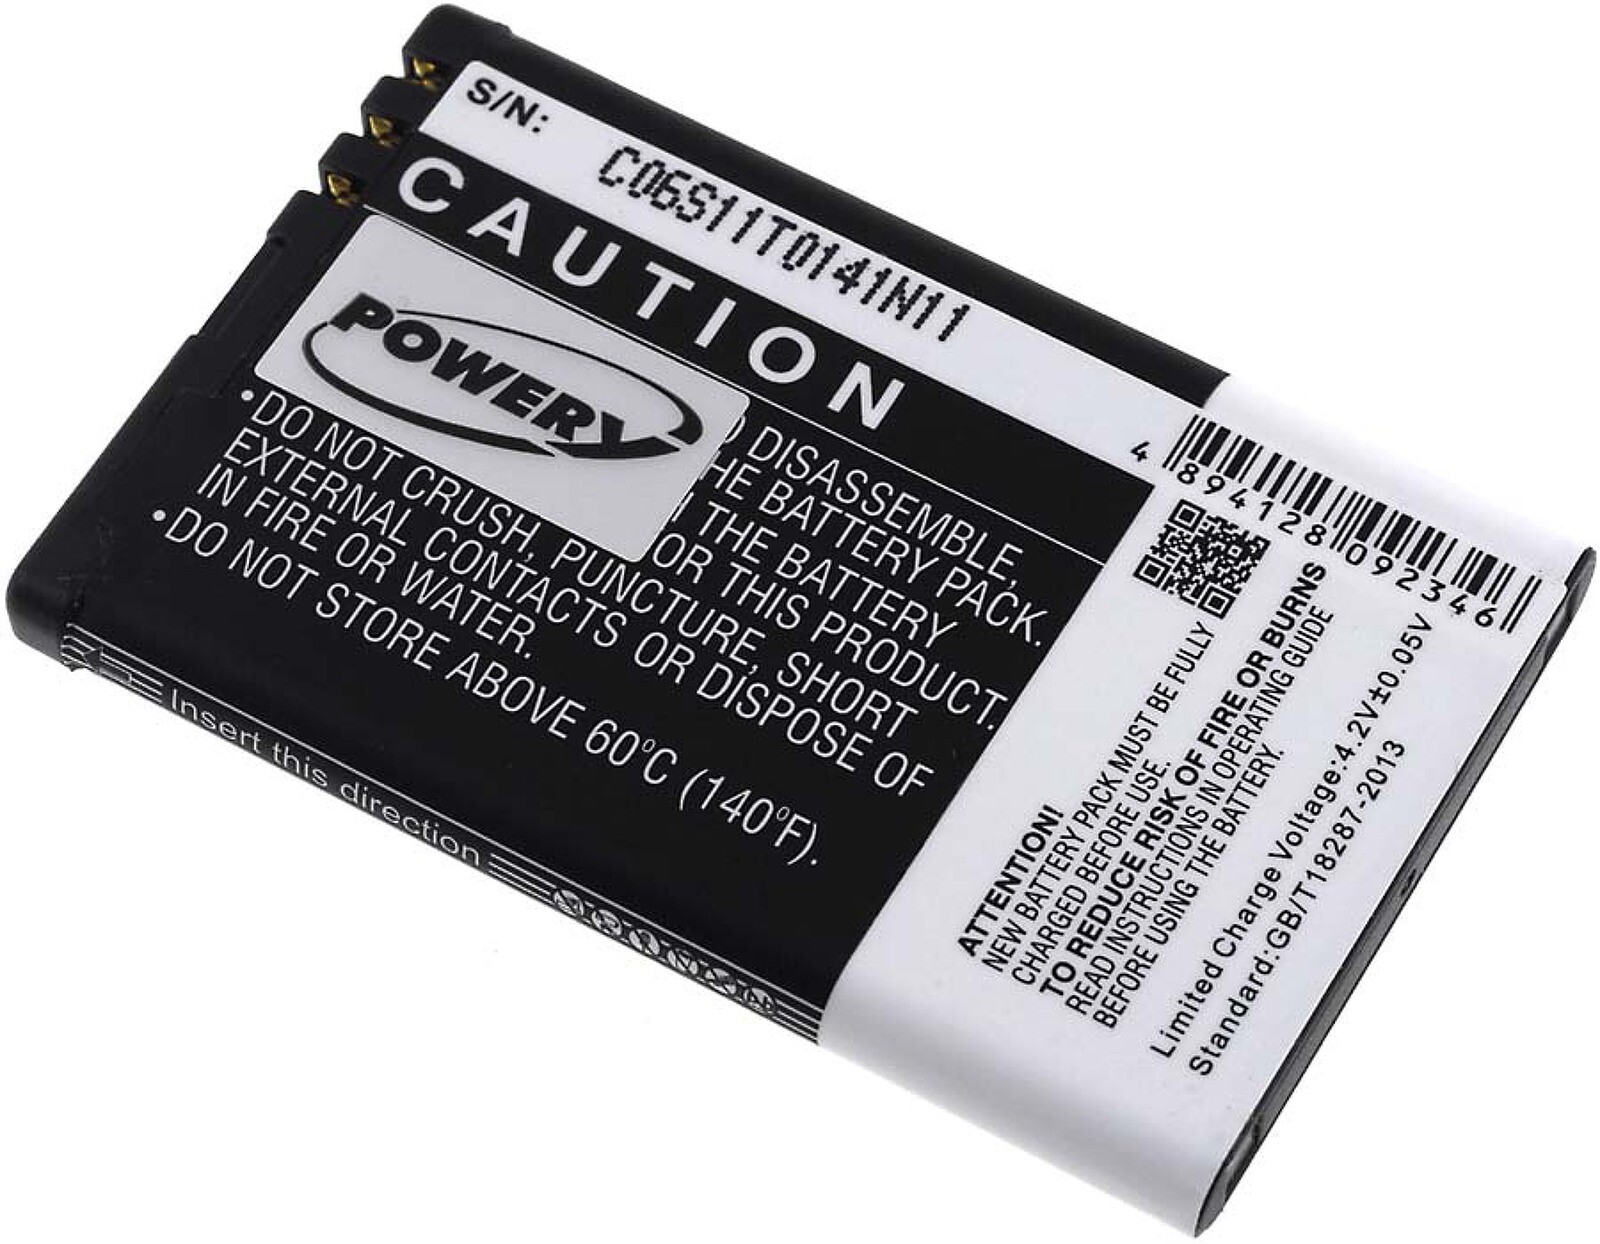 S/N:
C06S11T0141N11
CAUTION
POWERY
DISASSEMBLE,
THE BATTERY PACK.
THE BATTERY
OR THIS PRODUCT.
•DO NOT CRUSH, PUNCTURE, SHORT
EXTERNAL CONTACTS OR DISPOSE OF
IN FIRE OR WATER.
•DO NOT STORE ABOVE 60°C (140°F).
Insert this direction
4 894128 092346
ATTENTION!
NEW BATTERY PACK MUST BE FULLY
CHARGED BEFORE USE.
TO REDUCE RISK OF FIRE OR BURNS
READ INSTRUCTIONS IN OPERATING GUIDE
BEFORE USING THE BATTERY.
Limited Charge Voltage:4.2V±0.05V
Standard:GB/T18287-2013